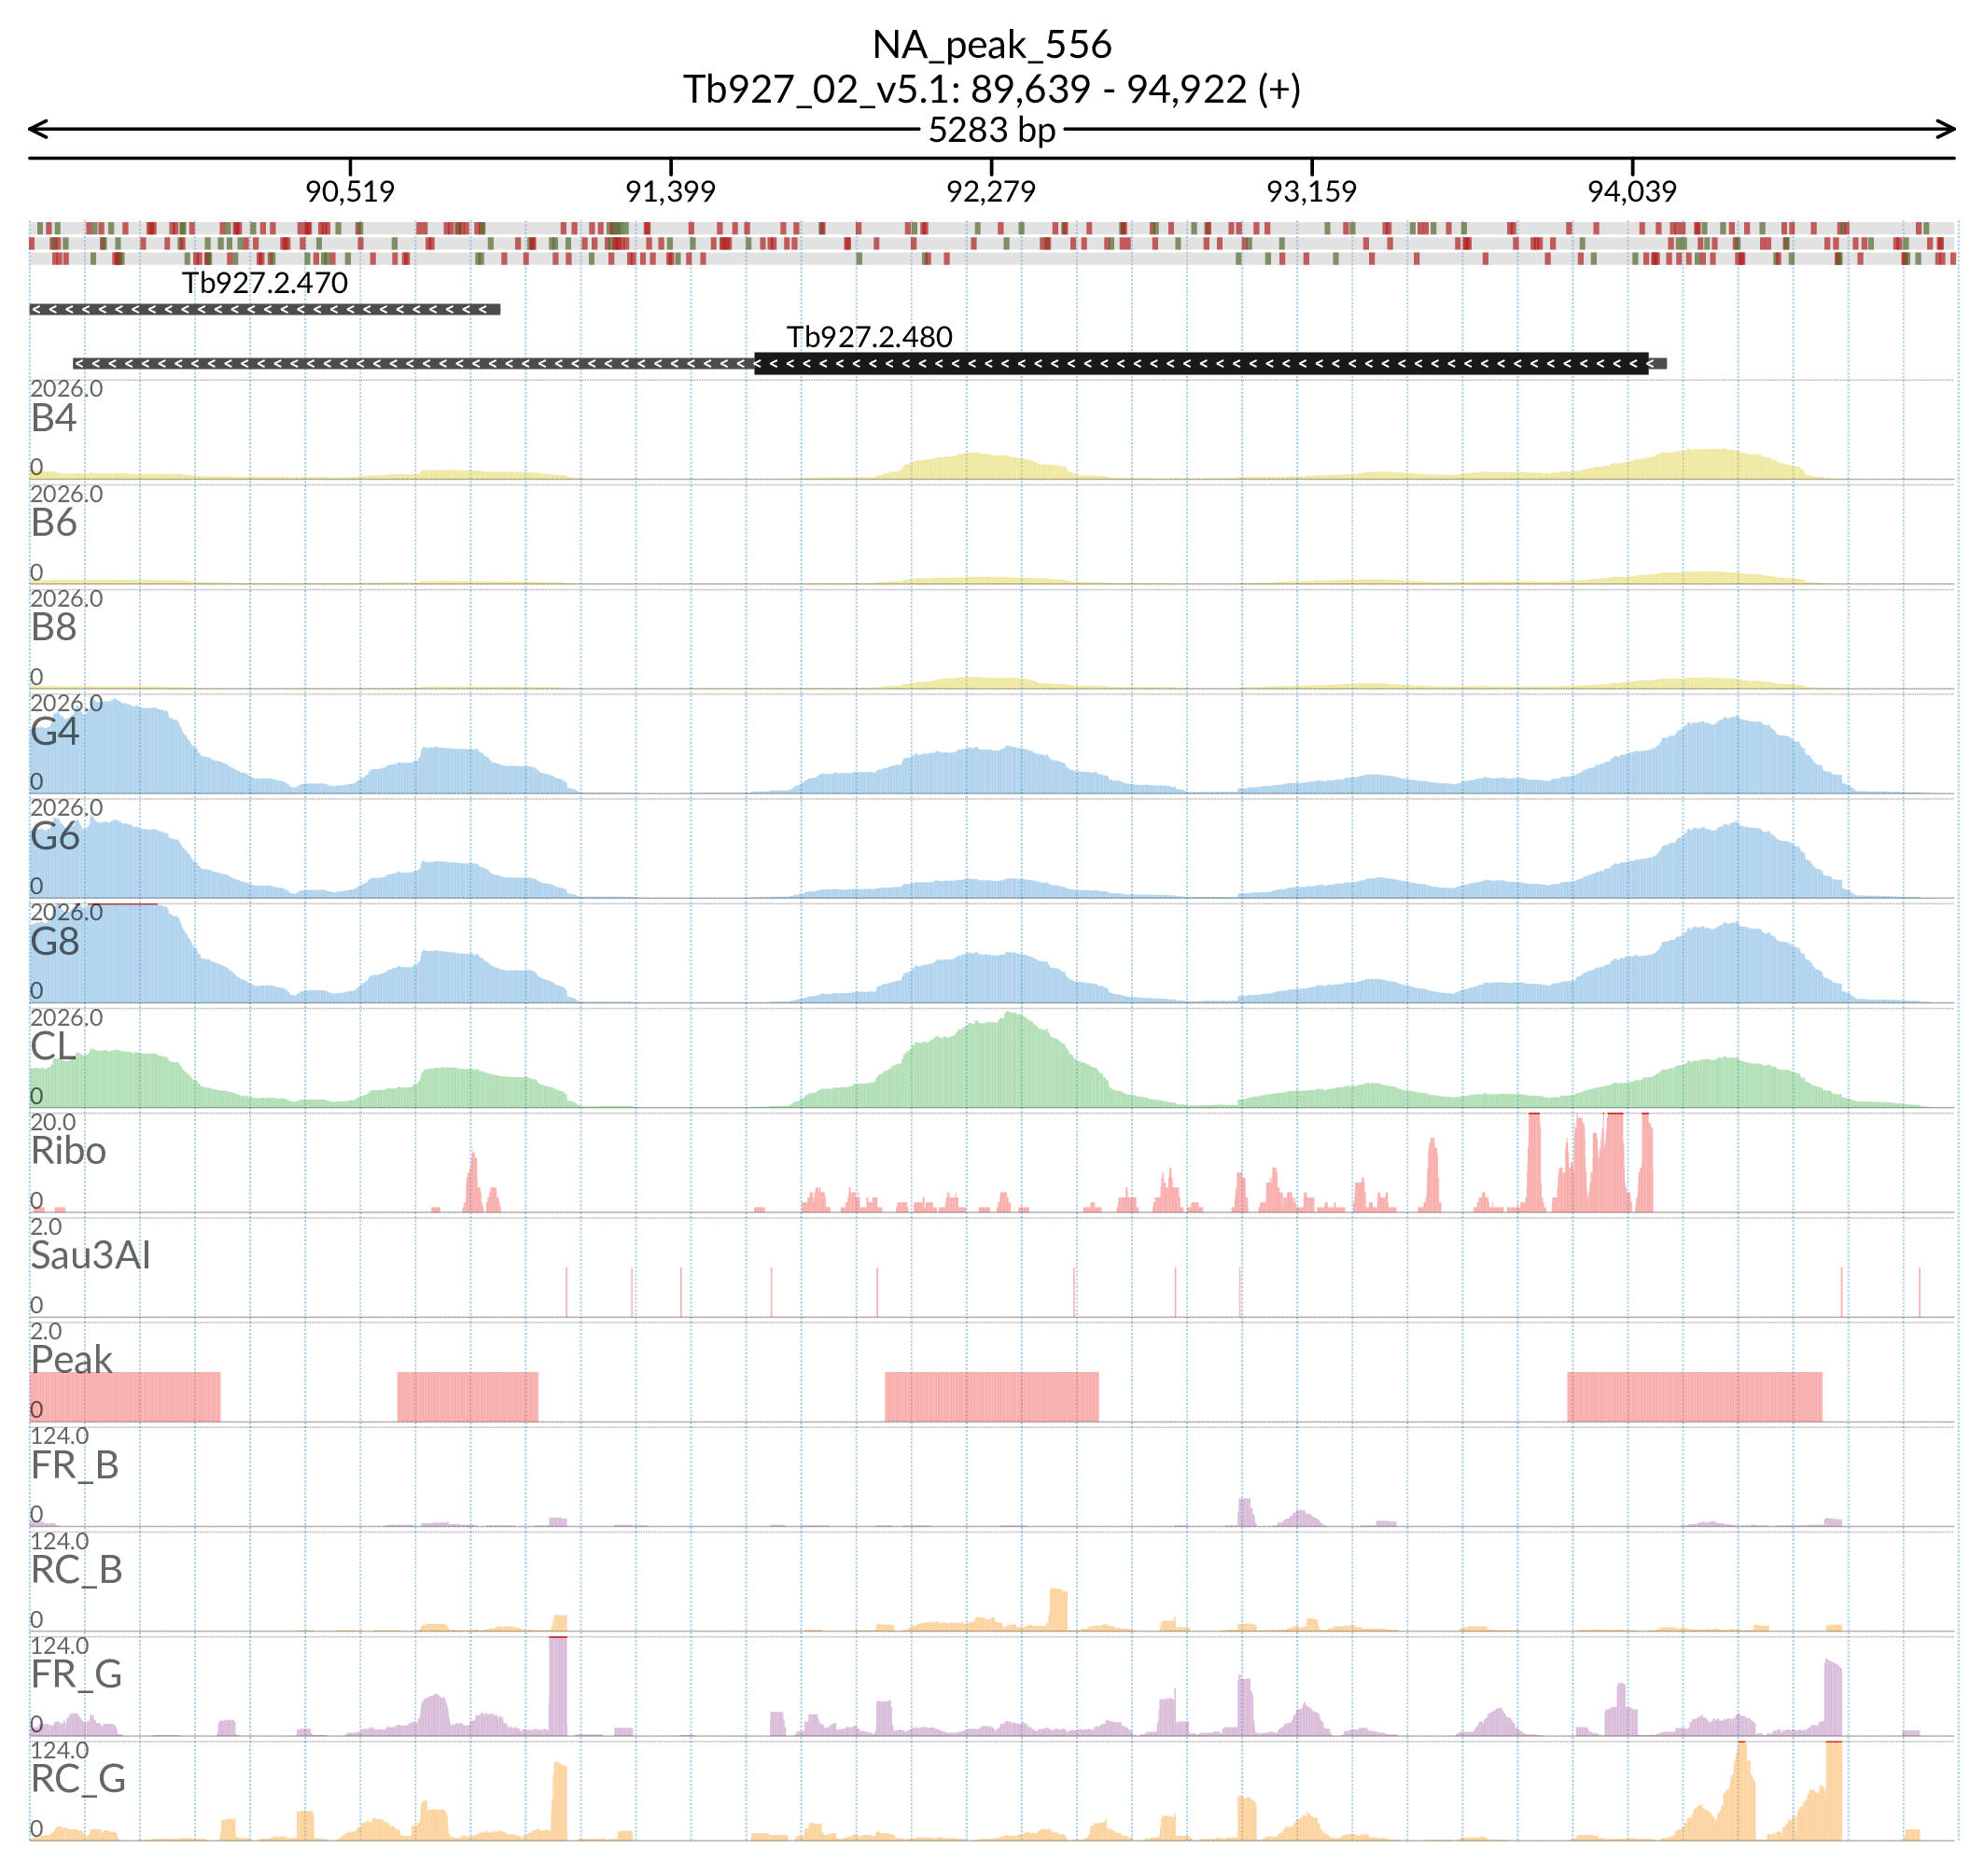 NA_peak_556
Tb927_02_v5.1: 89,639 - 94,922 (+)
5283 bp
90,519 91,399 92,279 93,159 94,039
Tb927.2.470
Tb927.2.480
2026.0
B4
0
2026.0
B6
0
2026.0
B8
0
2026.0
G4
0
2026.0
G6
0
2026.0
G8
0
2026.0
CL
0
20.0
Ribo
0
2.0
Sau3AI
0
2.0
Peak
0
124.0
FR_B
0
124.0
RC_B
0
124.0
FR_G
0
124.0
RC_G
0